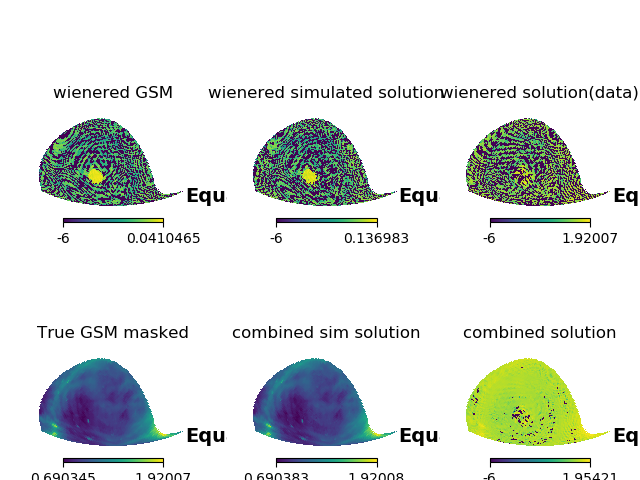 wienered GSM
wienered simulated solution
wienered solution(data)
Equ
Equ
Eq
-6
0.0410465
-6
0.136983
-6
1.92007
True GSM masked
combined sim solution
combined solution
Equ
Equ
Eq
0.690345
1.92007
0.690383
1.92008
-6
1.95421